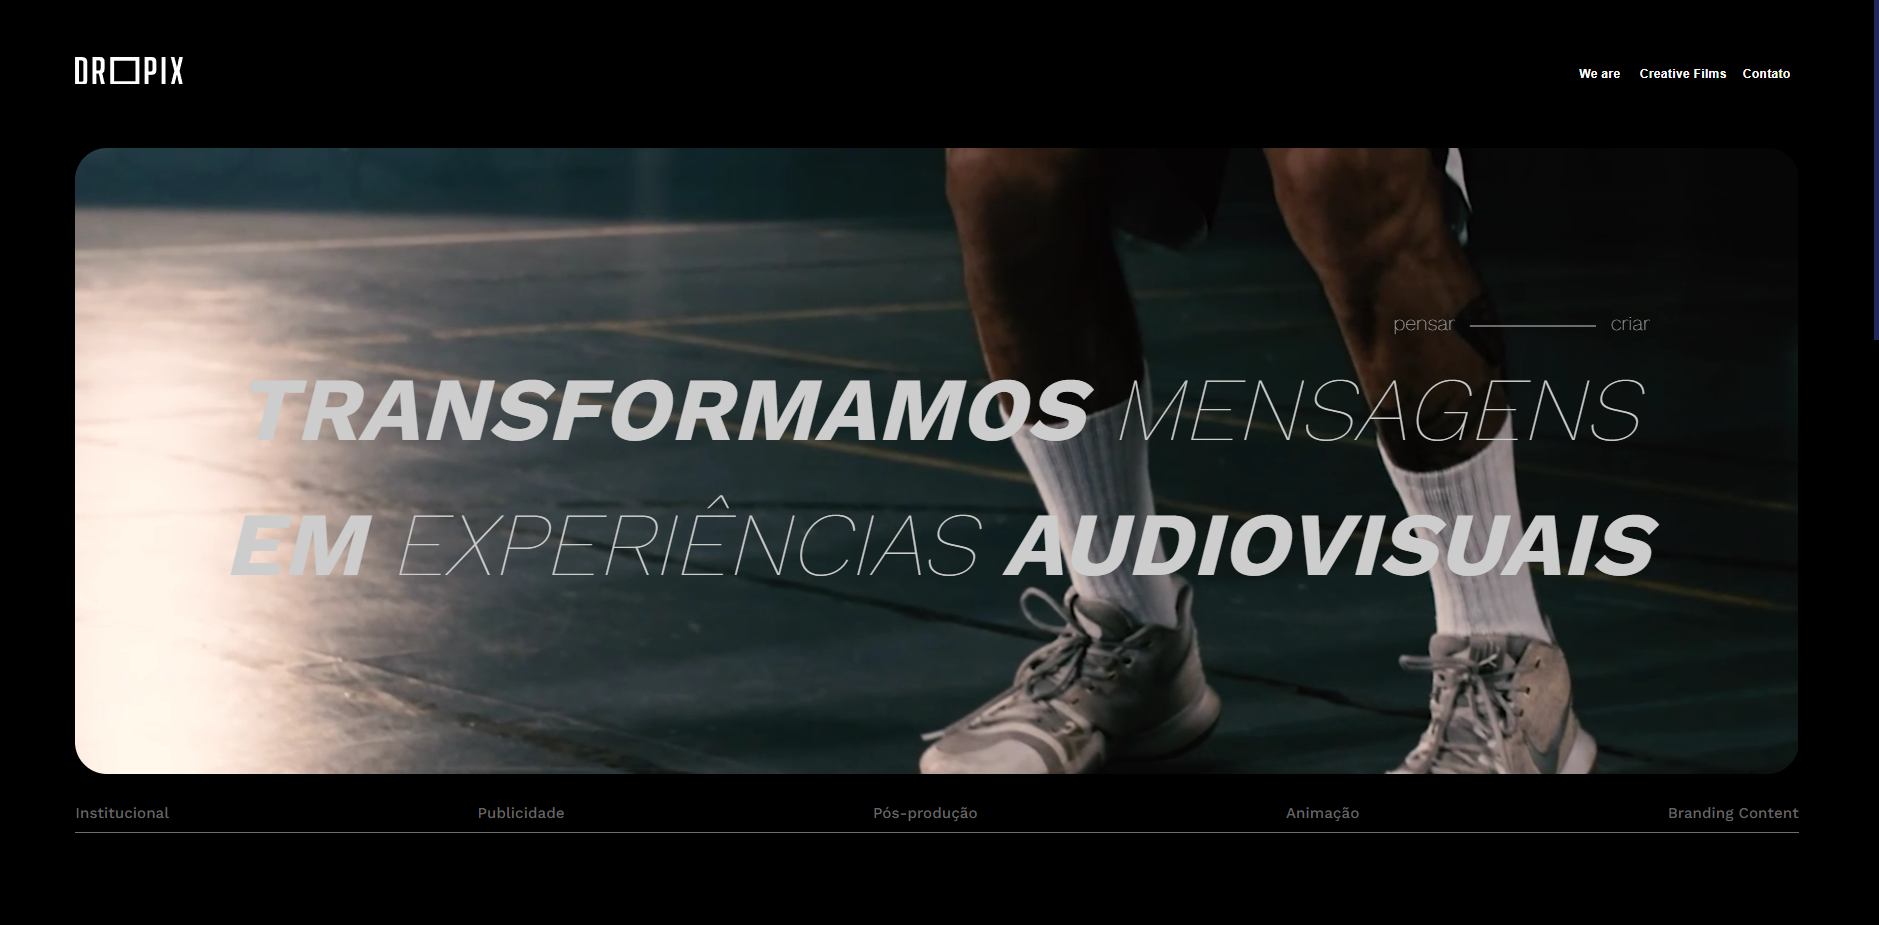 DROPIX
We are Creative Films Contato
pensar criar
TRANSFORMAMOS MENSAGENS
EM EXPERIÊNCIAS AUDIOVISUAIS
Institucional Publicidade Pós-produção Animação Branding Content